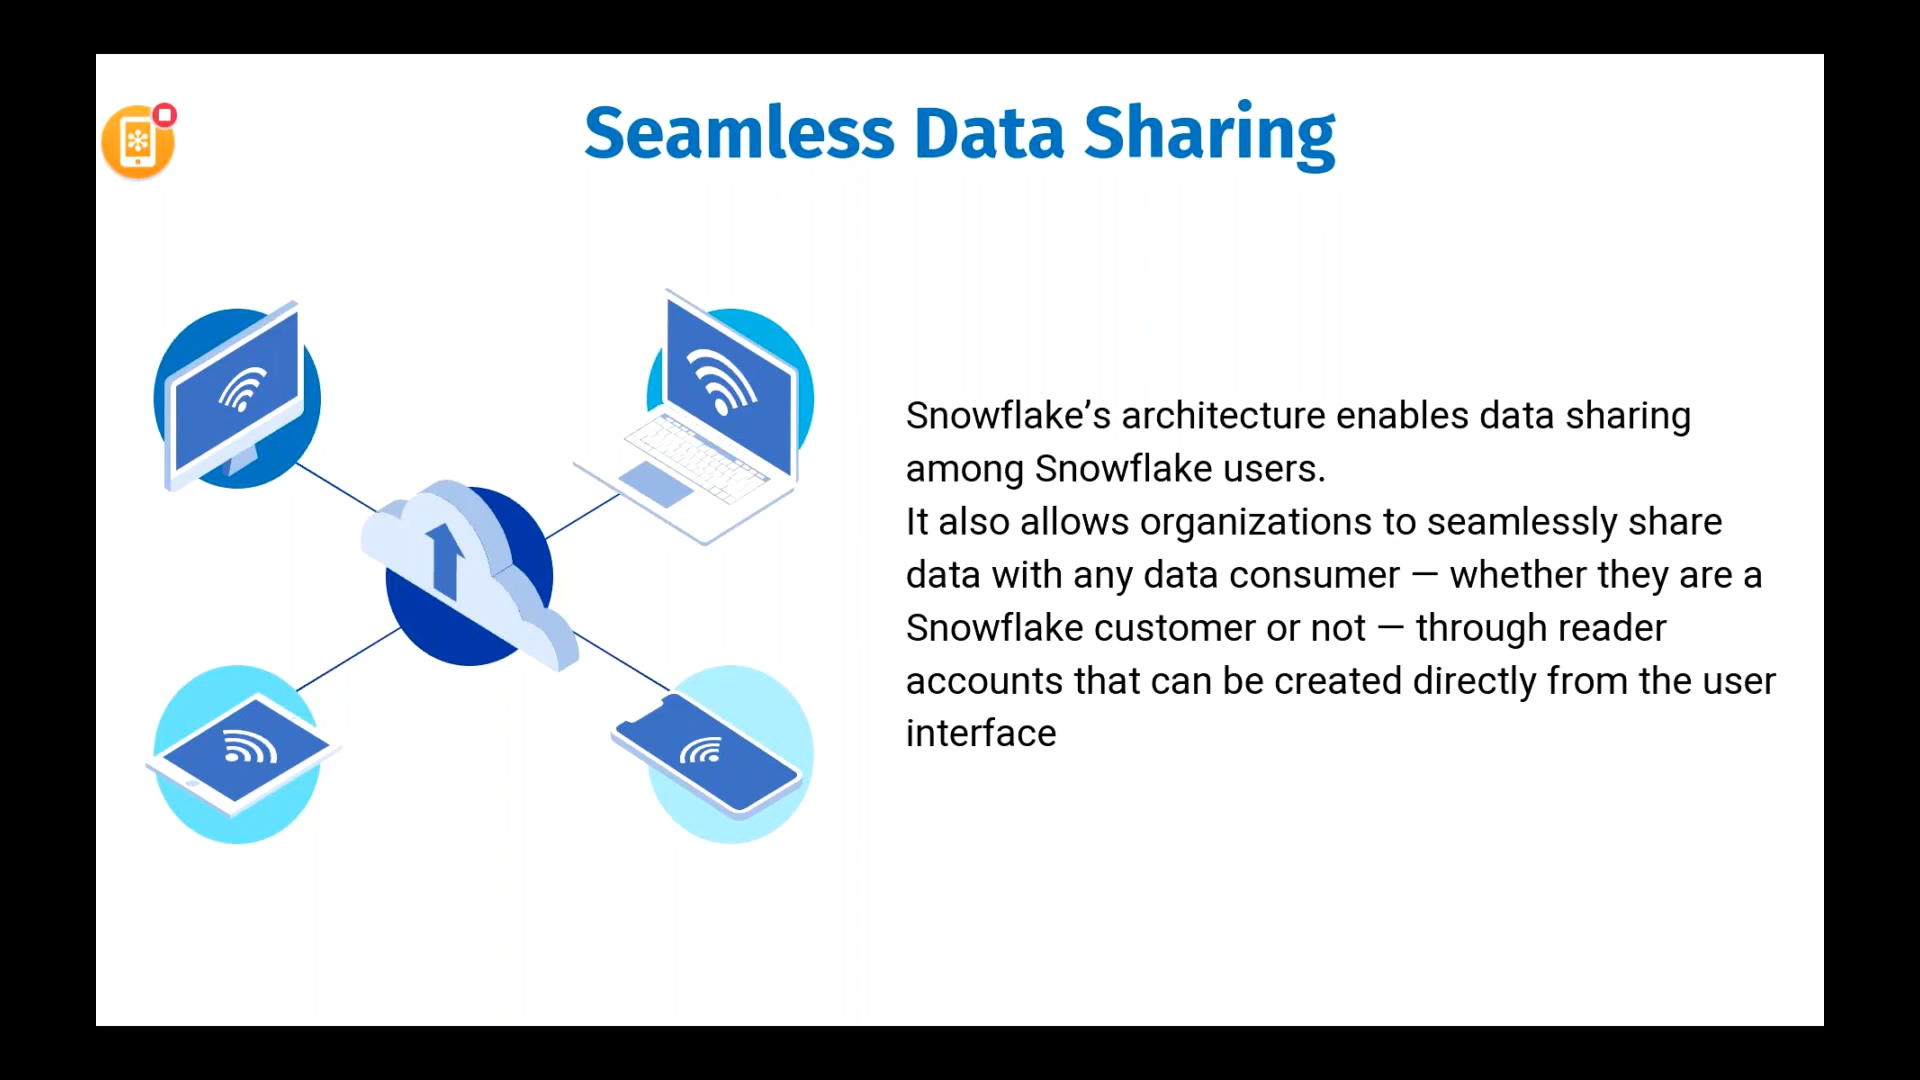 Seamless Data Sharing
Snowflake’s architecture enables data sharing
among Snowflake users.
It also allows organizations to seamlessly share
data with any data consumer — whether they are a
Snowflake customer or not — through reader
accounts that can be created directly from the user
interface